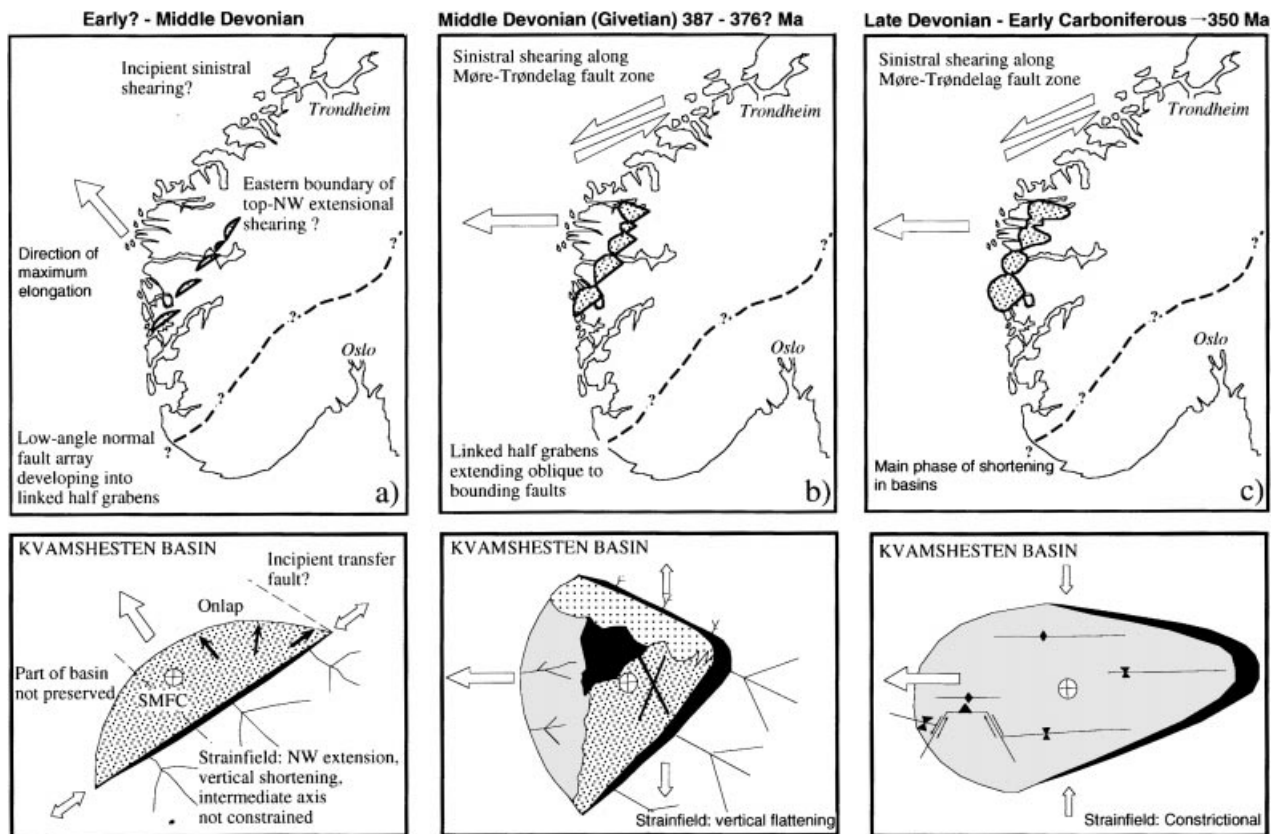 Early? - Middle Devonian
Incipient sinistral
shearing?
Trondheim
Eastern boundary of
top-NW extensional
shearing ?
Direction of
maximum
elongation
?
?
Oslo
?
Low-angle normal
fault array
developing into
linked half grabens
?
a)
Middle Devonian (Givetian) 387 - 376? Ma
Sinistral shearing along
Møre-Trøndelag fault zone
Trondheim
?
?
Oslo
?
Linked half grabens
extending oblique to
bounding faults
?
b)
Late Devonian - Early Carboniferous →350 Ma
Sinistral shearing along
Møre-Trøndelag fault zone
Trondheim
?
?
Oslo
?
?
Main phase of shortening
in basins
c)
KVAMSHESTEN BASIN
Incipient transfer
fault?
Onlap
Part of basin
not preserved
SMFC
Strainfield: NW extension,
vertical shortening,
intermediate axis
not constrained
KVAMSHESTEN BASIN
Strainfield: vertical flattening
KVAMSHESTEN BASIN
Strainfield: Constrictional